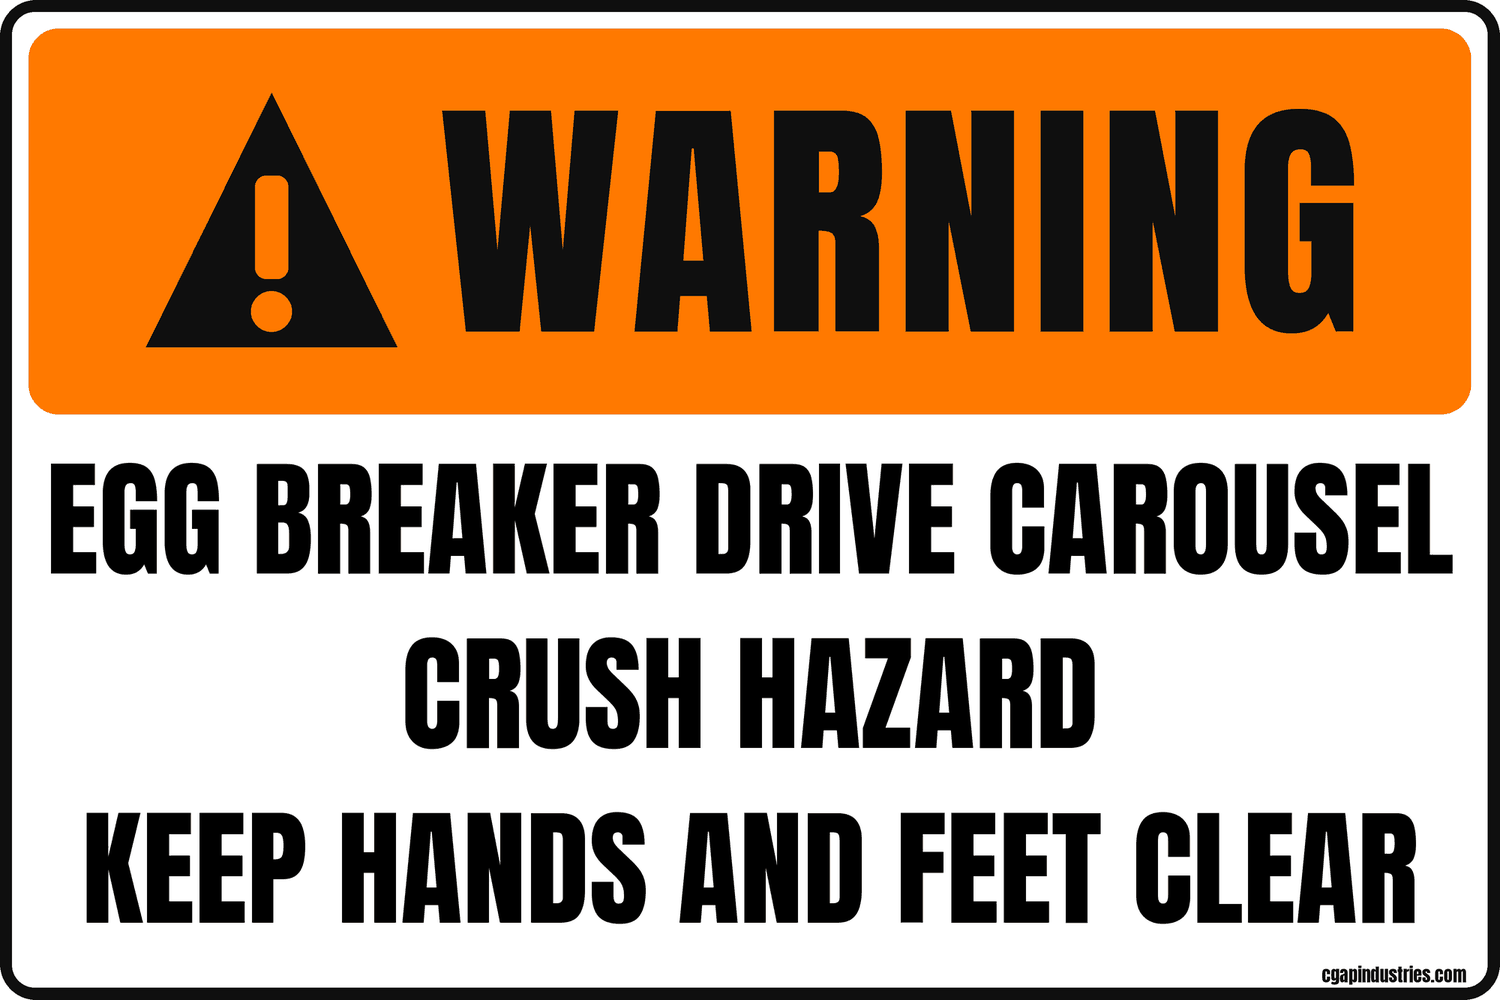 WARNING
EGG BREAKER DRIVE CAROUSEL
CRUSH HAZARD
KEEP HANDS AND FEET CLEAR
cgapindustries.com